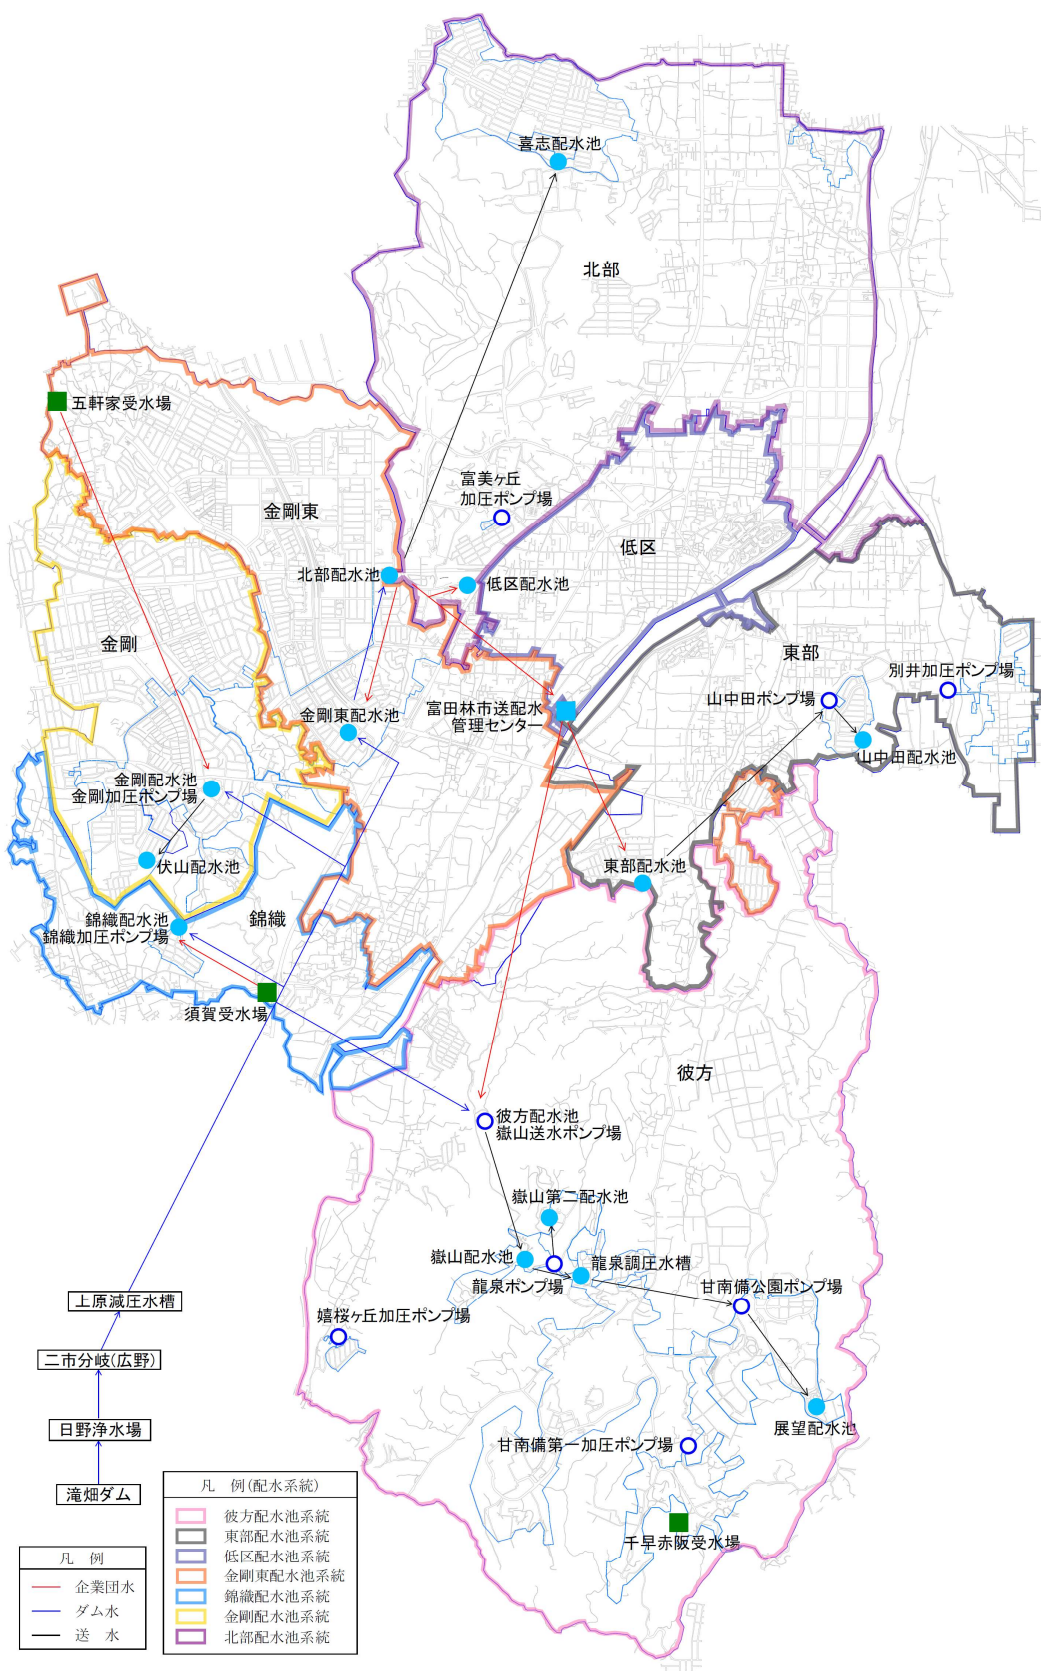 喜志配水池
北部
五軒家受水場
富美ヶ丘
加圧ポンプ場
金剛東
低区
北部配水池
低区配水池
金剛
東部
別井加圧ポンプ場
山中田ポンプ場
金剛東配水池
富田林市送配水
管理センター
山中田配水池
金剛配水池
金剛加圧ポンプ場
伏山配水池
東部配水池
錦織配水池
錦織加圧ポンプ場
錦織
須賀受水場
彼方
彼方配水池
嶽山送水ポンプ場
嶽山第二配水池
嶽山配水池
龍泉調圧水槽
龍泉ポンプ場
甘南備公園ポンプ場
上原減圧水槽
嬉桜ヶ丘加圧ポンプ場
二市分岐(広野)
日野浄水場
展望配水池
甘南備第一加圧ポンプ場
滝畑ダム
千早赤阪受水場
凡 例(配水系統)
彼方配水池系統
東部配水池系統
低区配水池系統
金剛東配水池系統
錦織配水池系統
金剛配水池系統
北部配水池系統
凡 例
企業団水
ダム水
送 水